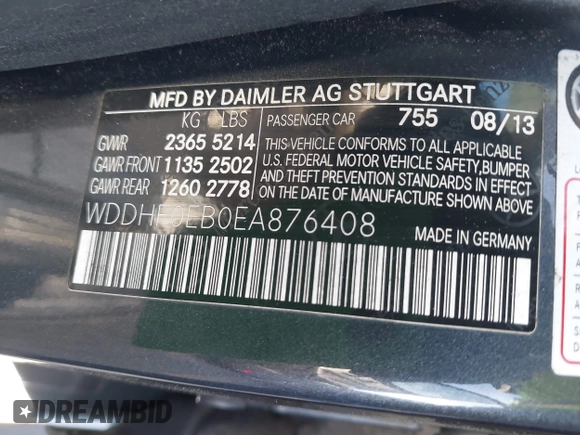 MFD BY DAIMLER AG STUTTGART
KG LBS PASSENGER CAR 755 08/13
GVWR 2365 5214 THIS VEHICLE CONFORMS TO ALL APPLICABLE
GAWR FRONT 1135 2502 U.S. FEDERAL MOTOR VEHICLE SAFETY, BUMPER
GAWR REAR 1260 2778 AND THEFT PREVENTION STANDARDS IN EFFECT
ON THE DATE OF MANUFACTURE SHOWN ABOVE
WDDHF5EB0EA876408 MADE IN GERMANY
DREAMBID